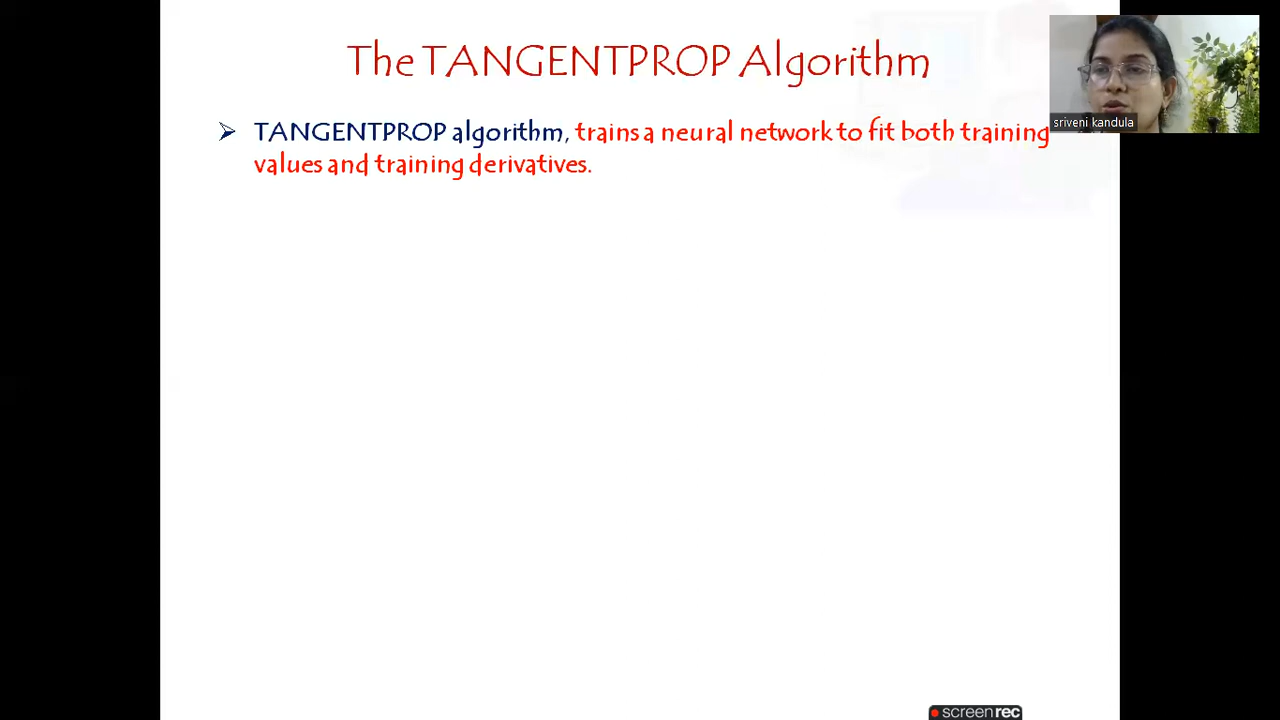 The TANGENTPROP Algorithm
➢ TANGENTPROP algorithm, trains a neural network to fit both training
values and training derivatives.
sriveni kandula
screenrec